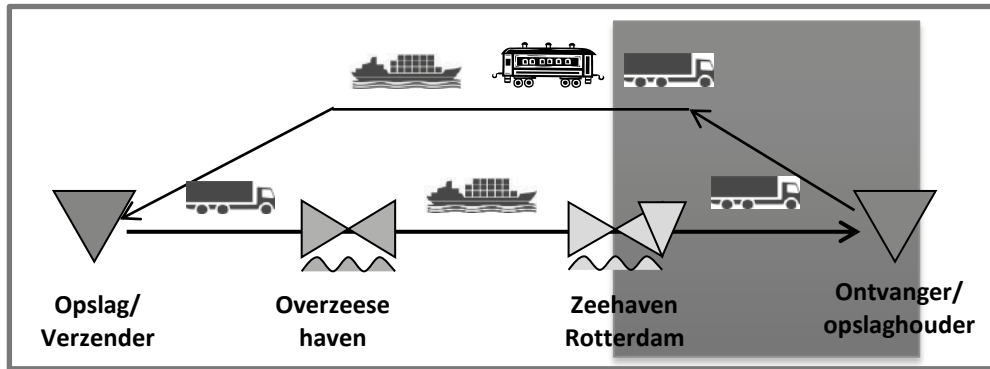 Opslag/
Verzender
Overzeese
haven
Zeehaven
Rotterdam
Ontvanger/
opslaghouder